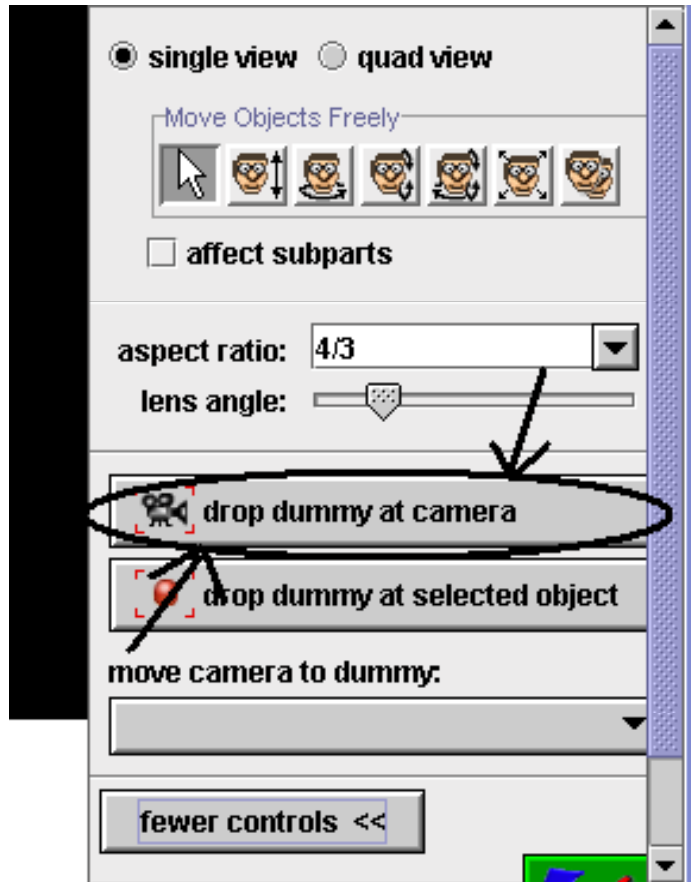 single view quad view
Move Objects Freely
affect subparts
aspect ratio: 4/3
lens angle:
drop dummy at camera
drop dummy at selected object
move camera to dummy:
fewer controls <<